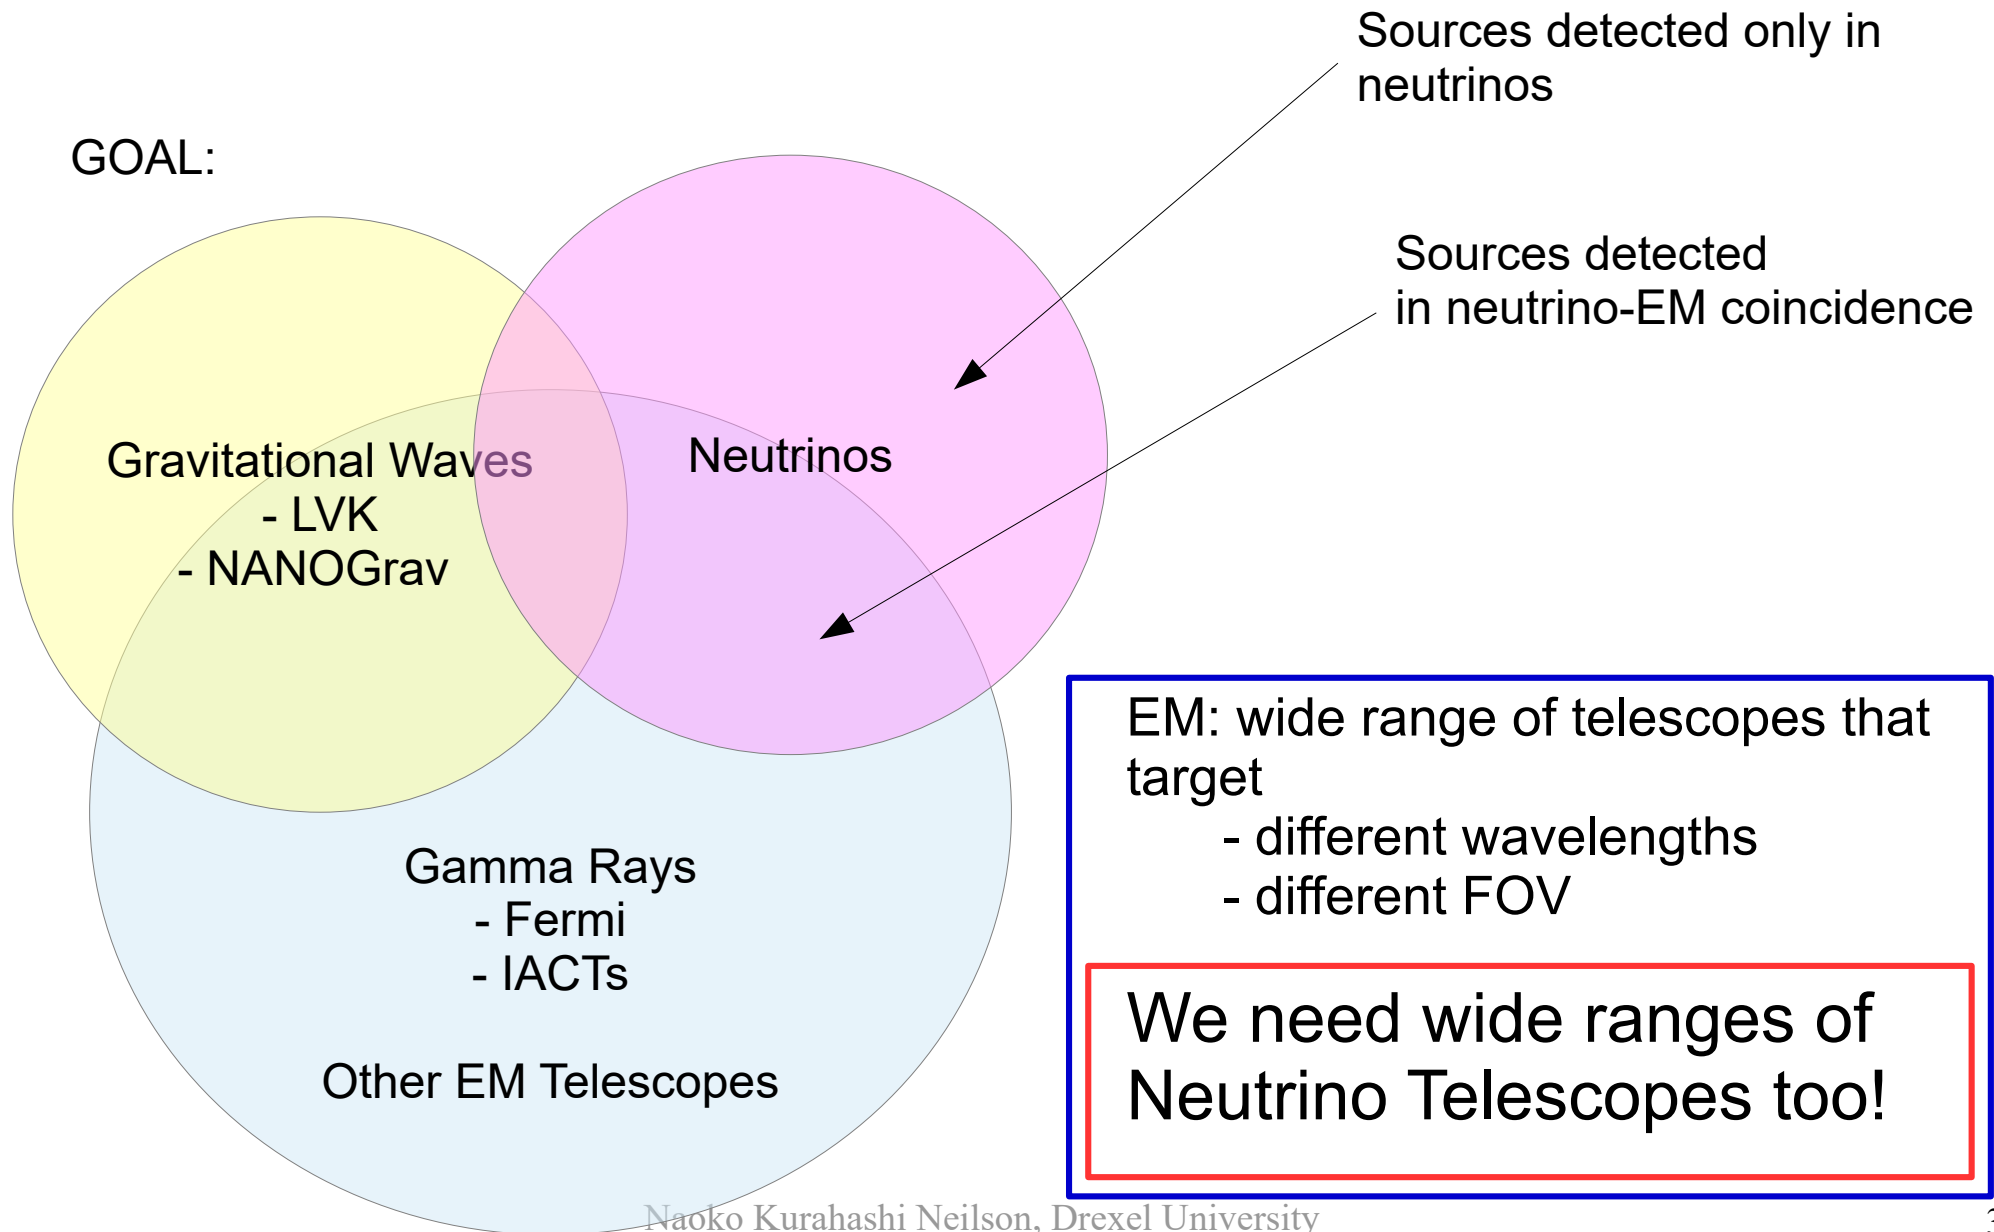 Sources detected only in
neutrinos
GOAL:
Sources detected
in neutrino-EM coincidence
Gravitational Waves
- LVK
- NANOGrav
Neutrinos
EM: wide range of telescopes that
target
- different wavelengths
- different FOV
Gamma Rays
- Fermi
- IACTs
Other EM Telescopes
We need wide ranges of
Neutrino Telescopes too!
Naoko Kurahashi Neilson, Drexel University